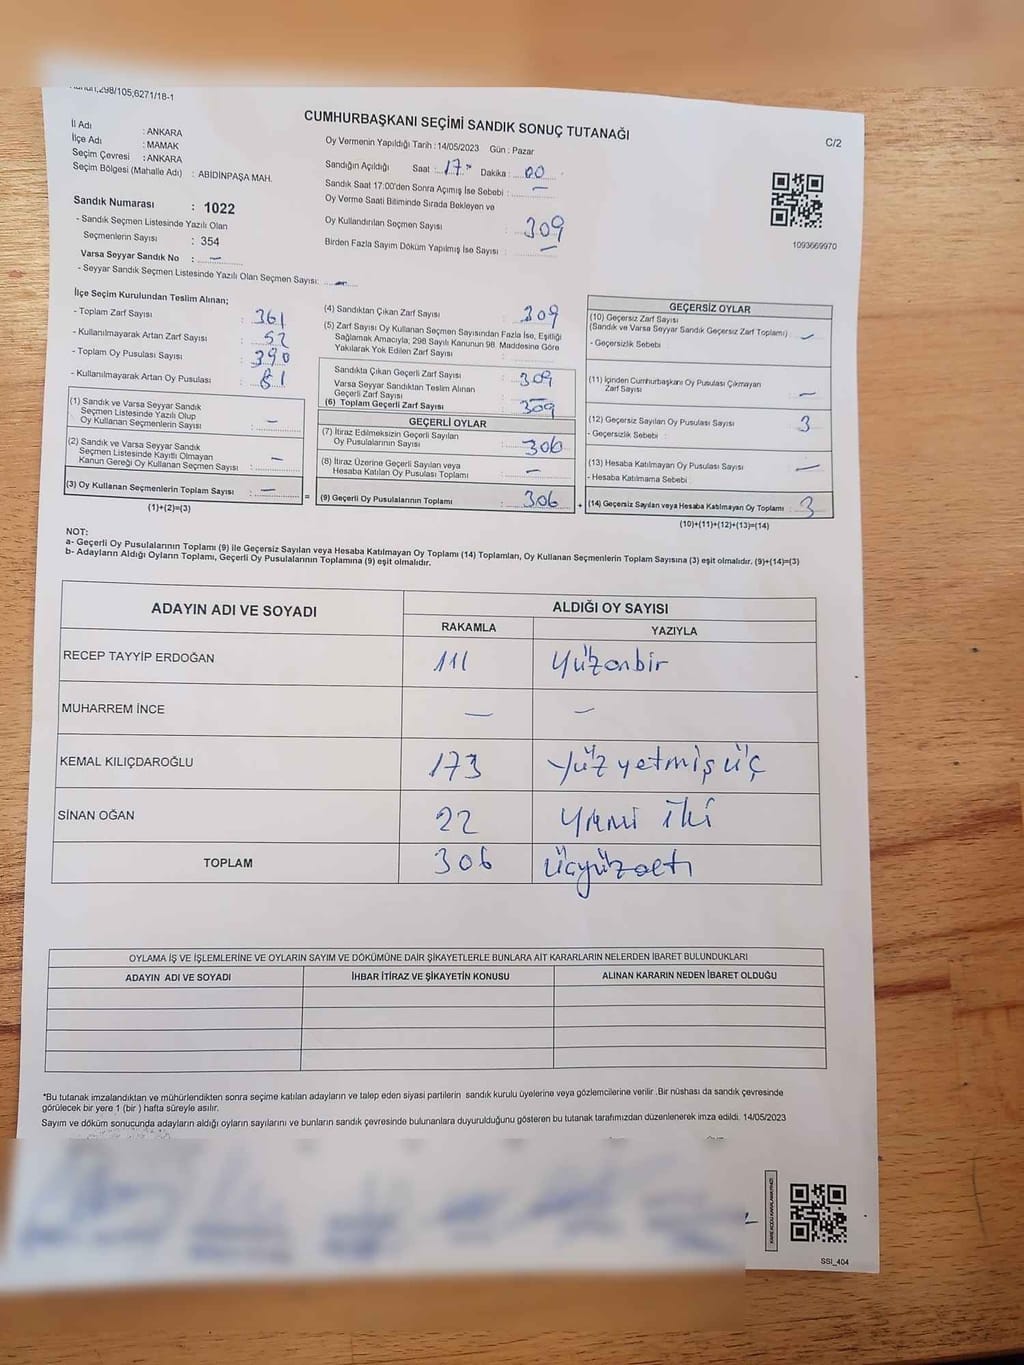 298/105,6271/18-1
CUMHURBAŞKANI SEÇİMİ SANDIK SONUÇ TUTANAĞI
C/2
İl Adı : ANKARA
İlçe Adı : MAMAK
Seçim Çevresi : ANKARA
Seçim Bölgesi (Mahalle Adı) : ABİDİNPAŞA MAH.
Sandık Numarası : 1022
- Sandık Seçmen Listesinde Yazılı Olan
Seçmenlerin Sayısı : 354
Varsa Seyyar Sandık No : —
- Seyyar Sandık Seçmen Listesinde Yazılı Olan Seçmen Sayısı: —
Oy Vermenin Yapıldığı Tarih : 14/05/2023 Gün : Pazar
Sandığın Açıldığı Saat : 17 Dakika : 00
Sandık Saat 17:00'den Sonra Açımış İse Sebebi : —
Oy Verme Saati Bitiminde Sırada Bekleyen ve
Oy Kullandırılan Seçmen Sayısı : 309
Birden Fazla Sayım Döküm Yapılmış İse Sayısı : —
1093669970
İlçe Seçim Kurulundan Teslim Alınan;
- Toplam Zarf Sayısı : 361
- Kullanılmayarak Artan Zarf Sayısı : 52
- Toplam Oy Pusulası Sayısı : 390
- Kullanılmayarak Artan Oy Pusulası : 81
(1) Sandık ve Varsa Seyyar Sandık
Seçmen Listesinde Yazılı Olup
Oy Kullanan Seçmenlerin Sayısı : —
(2) Sandık ve Varsa Seyyar Sandık
Seçmen Listesinde Kayıtlı Olmayan
Kanun Gereği Oy Kullanan Seçmen Sayısı : —
(3) Oy Kullanan Seçmenlerin Toplam Sayısı : —
(1)+(2)=(3)
(4) Sandıktan Çıkan Zarf Sayısı : 309
(5) Zarf Sayısı Oy Kullanan Seçmen Sayısından Fazla İse, Eşitliği
Sağlamak Amacıyla; 298 Sayılı Kanunun 98. Maddesine Göre
Yakılarak Yok Edilen Zarf Sayısı :
Sandıkta Çıkan Geçerli Zarf Sayısı : 309
Varsa Seyyar Sandıktan Teslim Alınan
Geçerli Zarf Sayısı : —
(6) Toplam Geçerli Zarf Sayısı : 309
GEÇERLİ OYLAR
(7) İtiraz Edilmeksizin Geçerli Sayılan
Oy Pusulalarının Sayısı : 306
(8) İtiraz Üzerine Geçerli Sayılan veya
Hesaba Katılan Oy Pusulası Toplamı : —
= (9) Geçerli Oy Pusulalarının Toplamı : 306
GEÇERSİZ OYLAR
(10) Geçersiz Zarf Sayısı
(Sandık ve Varsa Seyyar Sandık Geçersiz Zarf Toplamı) : —
- Geçersizlik Sebebi :
(11) İçinden Cumhurbaşkanı Oy Pusulası Çıkmayan
Zarf Sayısı : —
(12) Geçersiz Sayılan Oy Pusulası Sayısı : 3
- Geçersizlik Sebebi :
(13) Hesaba Katılmayan Oy Pusulası Sayısı : —
- Hesaba Katılmama Sebebi :
+ (14) Geçersiz Sayılan veya Hesaba Katılmayan Oy Toplamı : 3
(10)+(11)+(12)+(13)=(14)
NOT:
a- Geçerli Oy Pusulalarının Toplamı (9) ile Geçersiz Sayılan veya Hesaba Katılmayan Oy Toplamı (14) Toplamları, Oy Kullanan Seçmenlerin Toplam Sayısına (3) eşit olmalıdır. (9)+(14)=(3)
b- Adayların Aldığı Oyların Toplamı, Geçerli Oy Pusulalarının Toplamına (9) eşit olmalıdır.
ADAYIN ADI VE SOYADI ALDIĞI OY SAYISI
RAKAMLA YAZIYLA
RECEP TAYYİP ERDOĞAN 111 Yüzonbir
MUHARREM İNCE — —
KEMAL KILIÇDAROĞLU 173 Yüz yetmiş üç
SİNAN OĞAN 22 Yirmi İki
TOPLAM 306 Üçyüzaltı
OYLAMA İŞ VE İŞLEMLERİNE VE OYLARIN SAYIM VE DÖKÜMÜNE DAİR ŞİKAYETLERLE BUNLARA AİT KARARLARIN NELERDEN İBARET BULUNDUKLARI
ADAYIN ADI VE SOYADI İHBAR İTİRAZ VE ŞİKAYETİN KONUSU ALINAN KARARIN NEDEN İBARET OLDUĞU
*Bu tutanak imzalandıktan ve mühürlendikten sonra seçime katılan adayların ve talep eden siyasi partilerin sandık kurulu üyelerine veya gözlemcilerine verilir .Bir nüshası da sandık çevresinde
görülecek bir yere 1 (bir ) hafta süreyle asılır.
Sayım ve döküm sonucunda adayların aldığı oyların sayılarını ve bunların sandık çevresinde bulunanlara duyurulduğunu gösteren bu tutanak tarafımızdan düzenlenerek imza edildi. 14/05/2023
SSI_404